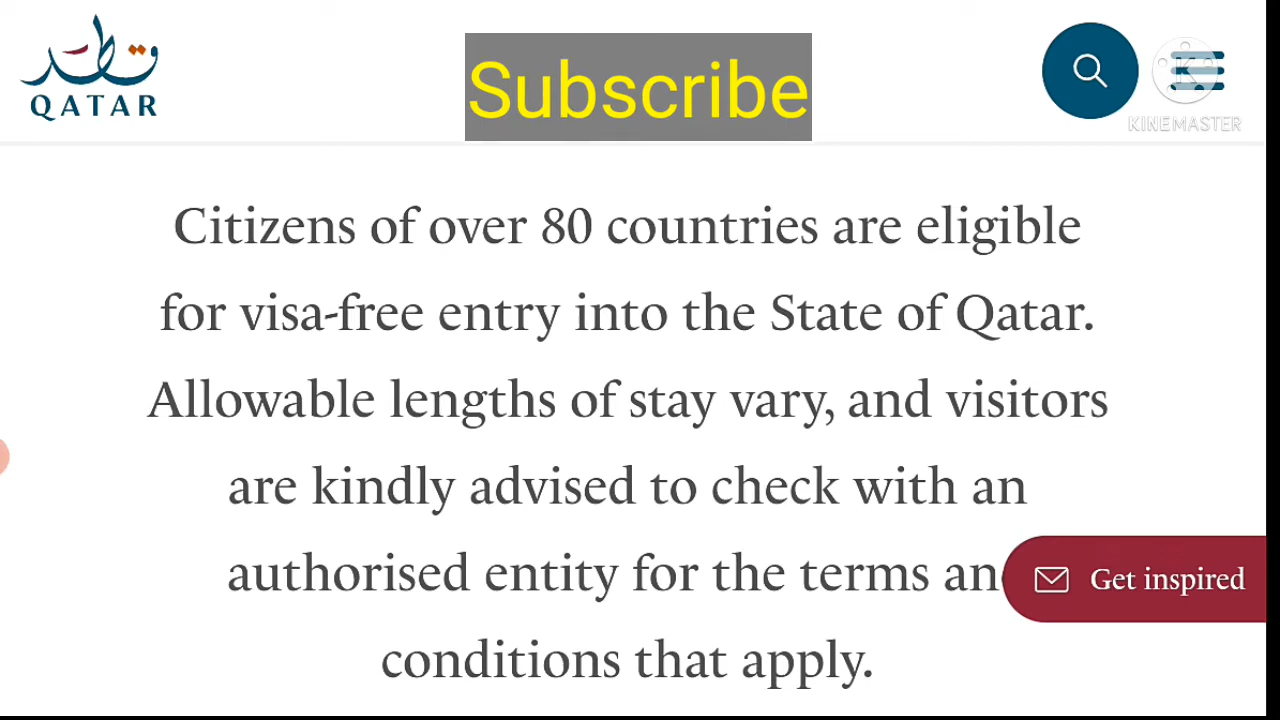 قطر
QATAR
Subscribe
KINEMASTER
Citizens of over 80 countries are eligible
for visa-free entry into the State of Qatar.
Allowable lengths of stay vary, and visitors
are kindly advised to check with an
authorised entity for the terms an
Get inspired
conditions that apply.